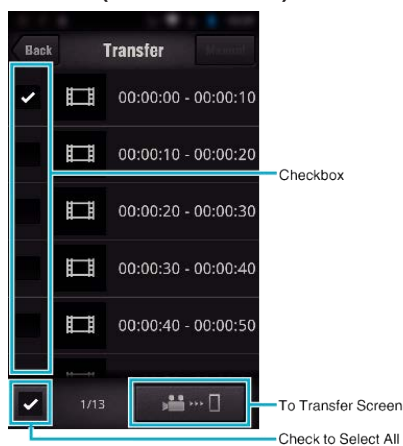 Back
Transfer
Manual
00:00:00 - 00:00:10
00:00:10 - 00:00:20
Checkbox
00:00:20 - 00:00:30
00:00:30 - 00:00:40
00:00:40 - 00:00:50
1/13
To Transfer Screen
Check to Select All